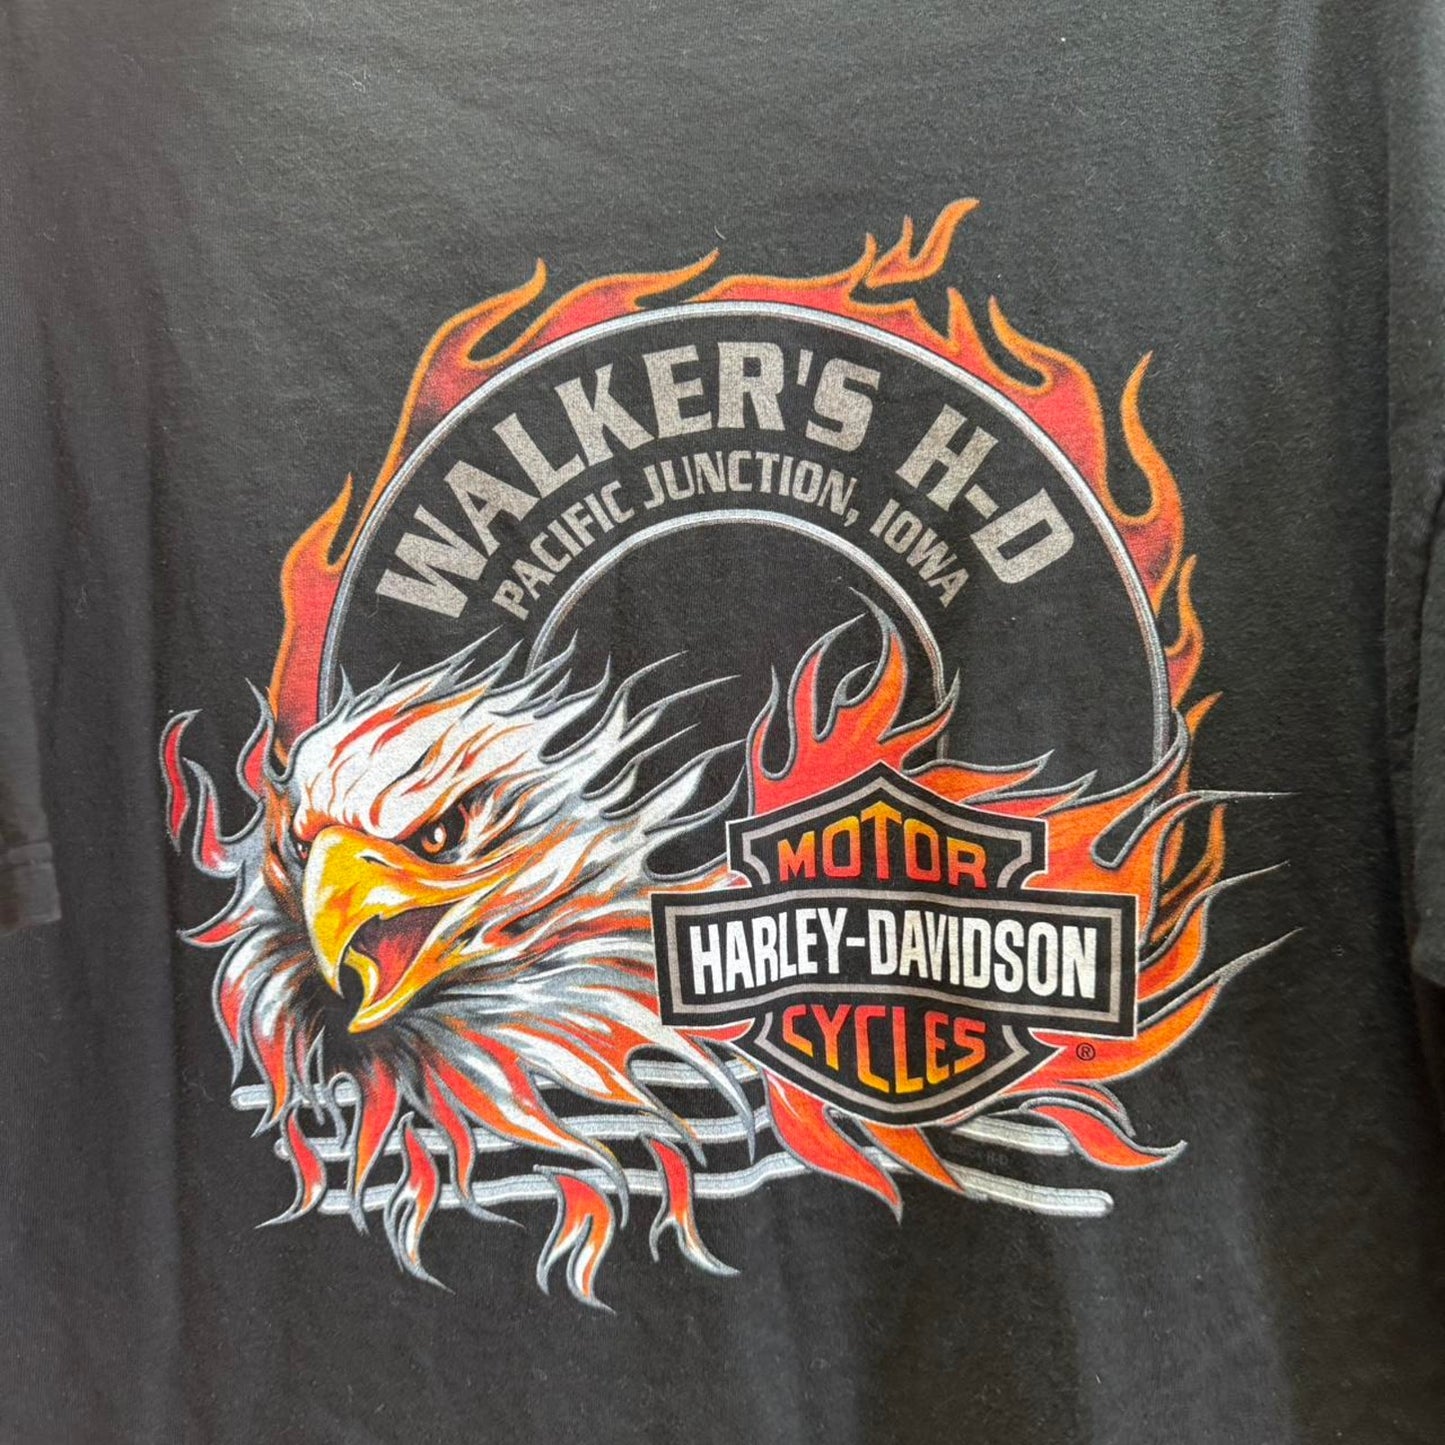 WALKER'S H-D
PACIFIC JUNCTION, IOWA
MOTOR
HARLEY-DAVIDSON
CYCLES
®